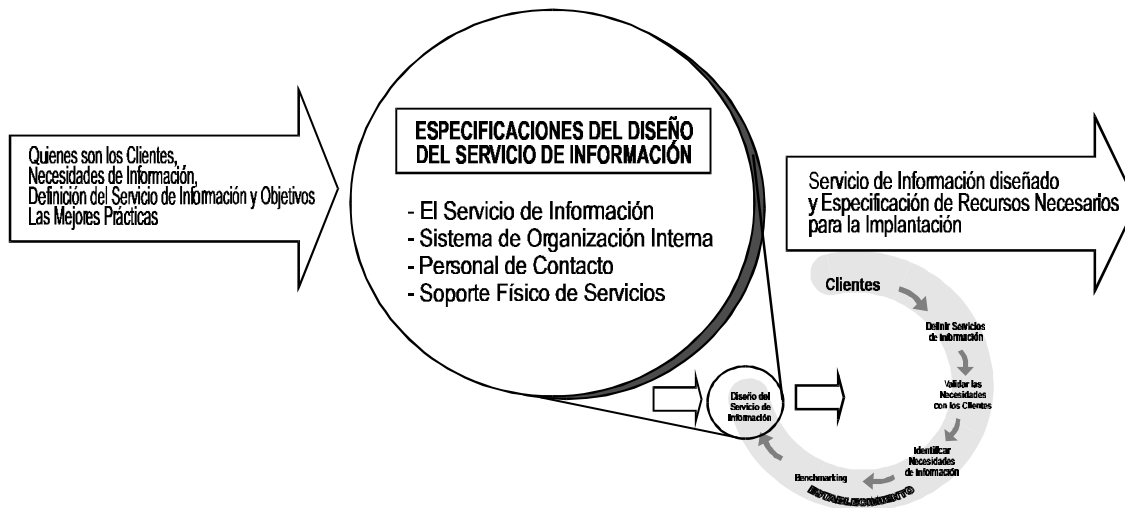 Quienes son los Clientes,
Necesidades de Información,
Definición del Servicio de Información y Objetivos
Las Mejores Prácticas
ESPECIFICACIONES DEL DISEÑO
DEL SERVICIO DE INFORMACIÓN
- El Servicio de Información
- Sistema de Organización Interna
- Personal de Contacto
- Soporte Físico de Servicios
Servicio de Información diseñado
y Especificación de Recursos Necesarios
para la Implantación
Clientes
Definir Servicios
de Información
Validar las
Necesidades
con los Clientes
Identificar
Necesidades
de Información
Benchmarking
Diseño del
Servicio de
Información
ESTABLECIMIENTO